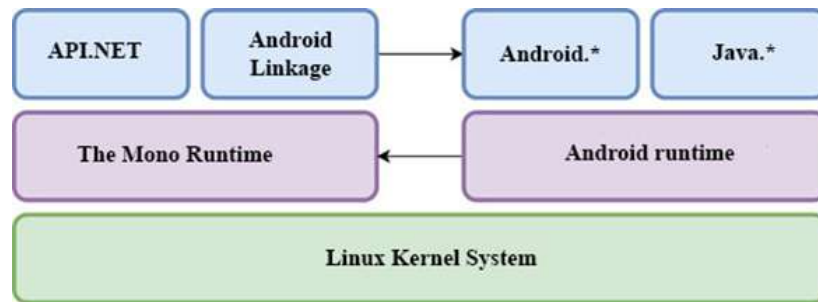 API.NET
Android
Linkage
Android.*
Java.*
The Mono Runtime
Android runtime
Linux Kernel System